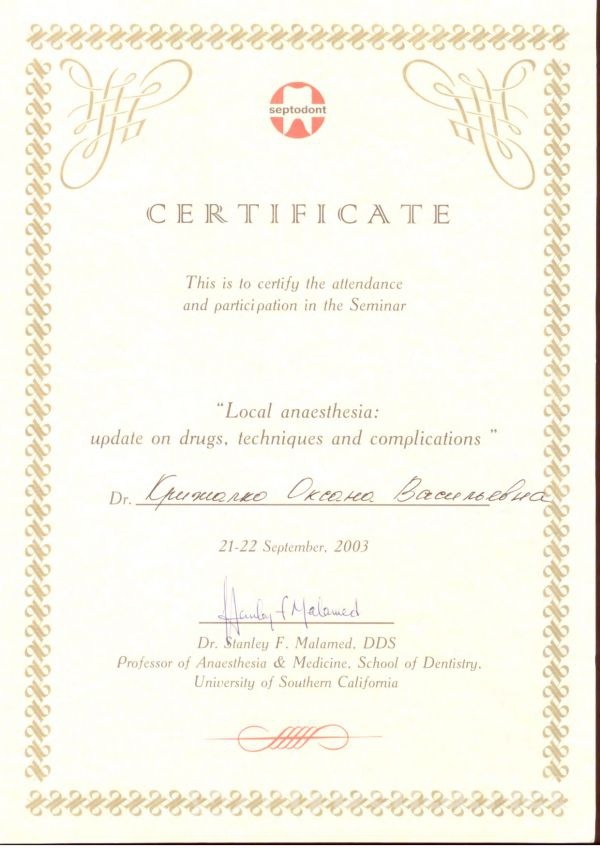 septodont
CERTIFICATE
This is to certify the attendance
and participation in the Seminar
“Local anaesthesia:
update on drugs, techniques and complications ”
Dr. Крижалко Оксана Васильевна
21-22 September, 2003
Stanley F Malamed
Dr. Stanley F. Malamed, DDS
Professor of Anaesthesia & Medicine, School of Dentistry,
University of Southern California